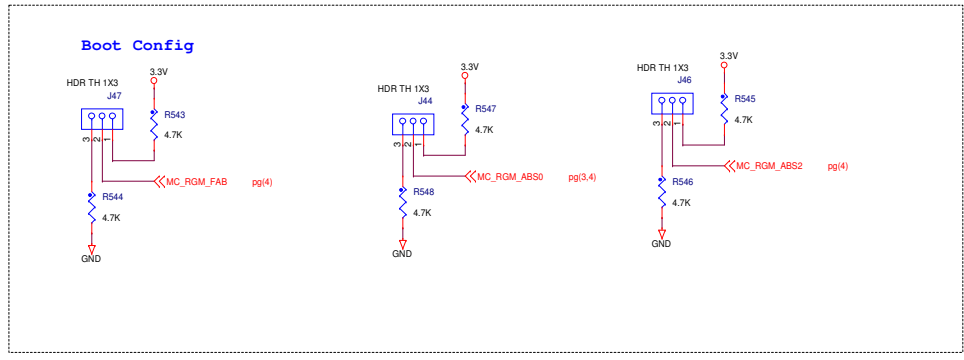 Boot Config
3.3V
HDR TH 1X3
J47
R543
4.7K
3
2
1
MC_RGM_FAB pg(4)
R544
4.7K
GND
3.3V
HDR TH 1X3
J44
R547
4.7K
3
2
1
MC_RGM_ABS0 pg(3,4)
R548
4.7K
GND
3.3V
HDR TH 1X3
J46
R545
4.7K
3
2
1
MC_RGM_ABS2 pg(4)
R546
4.7K
GND